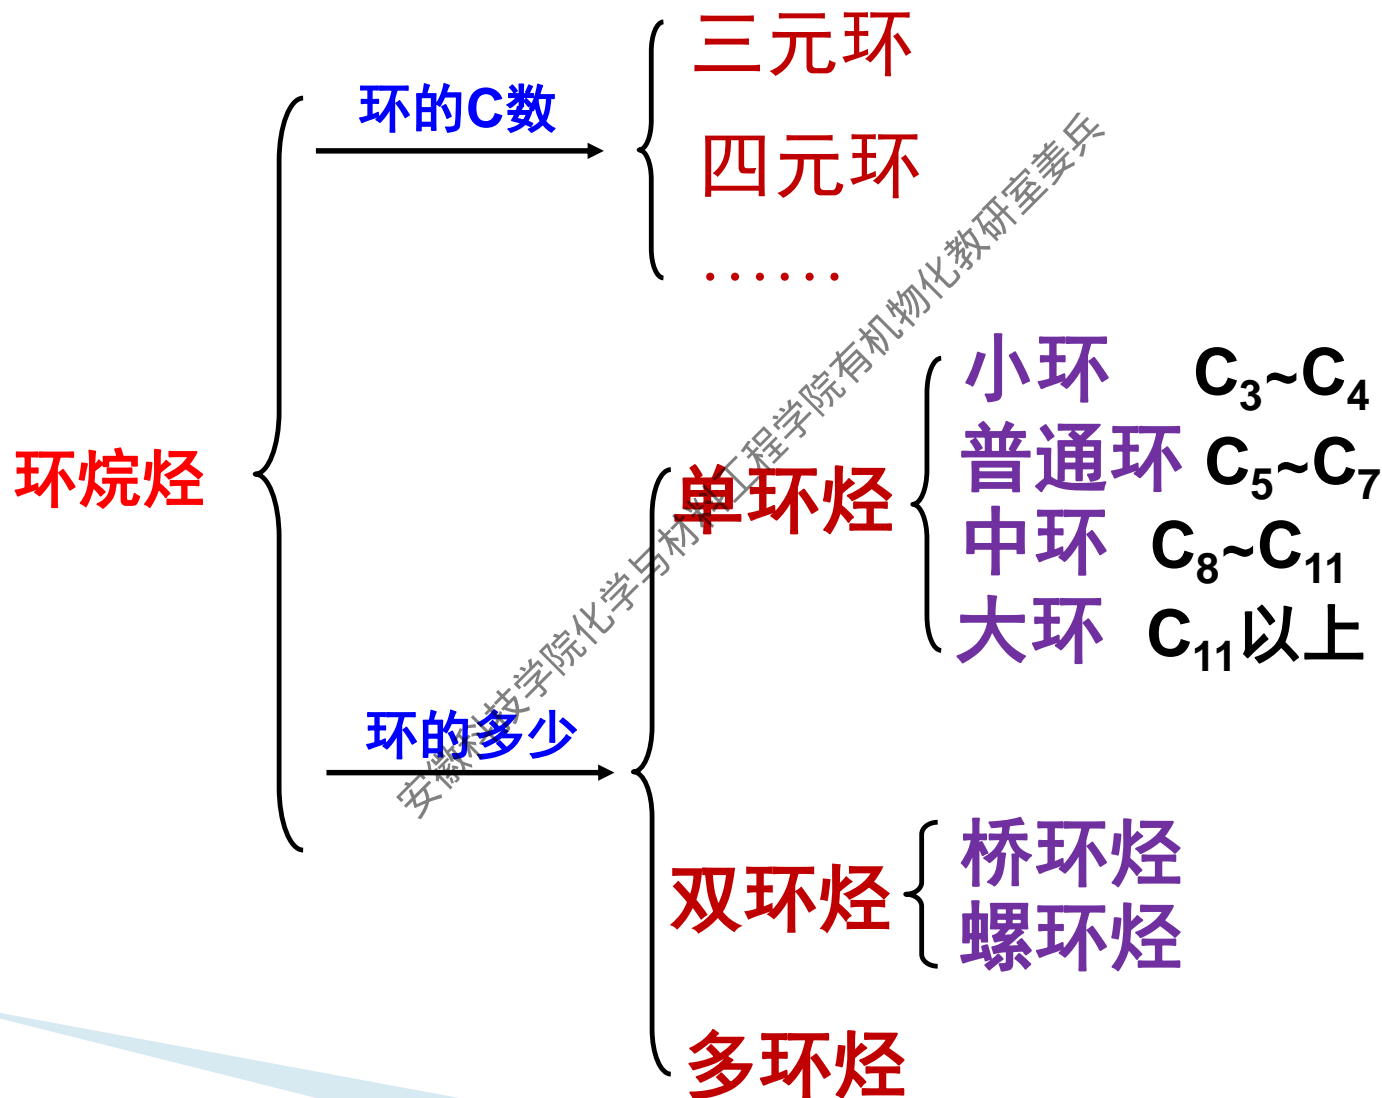 三元环
环的C数
四元环
……
小环 C3~C4
普通环 C5~C7
环烷烃
单环烃
中环 C8~C11
大环 C11以上
环的多少
桥环烃
双环烃
螺环烃
多环烃
安徽科技学院化学与材料工程学院有机物化教研室姜兵